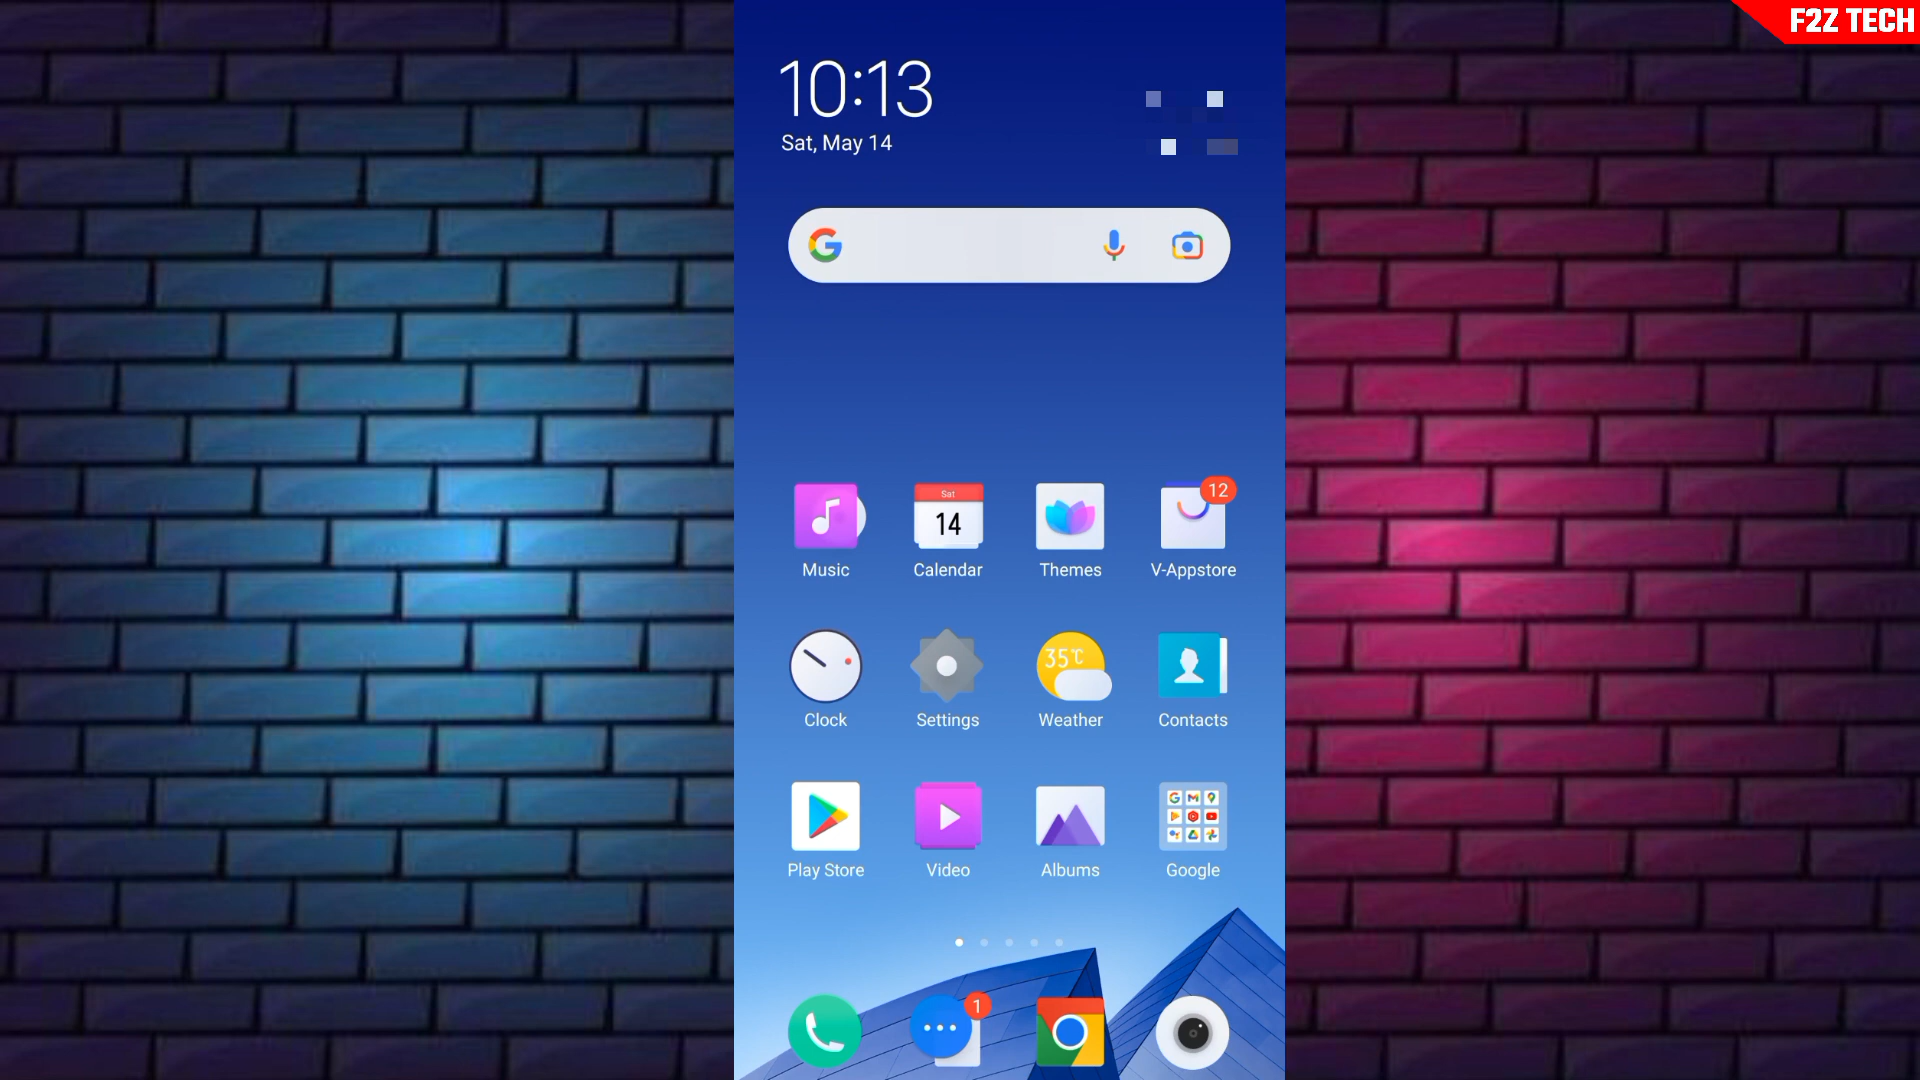 F2Z TECH
10:13
Sat, May 14
12
Sat
14
Music
Calendar
Themes
V-Appstore
35℃
Clock
Settings
Weather
Contacts
Play Store
Video
Albums
Google
1